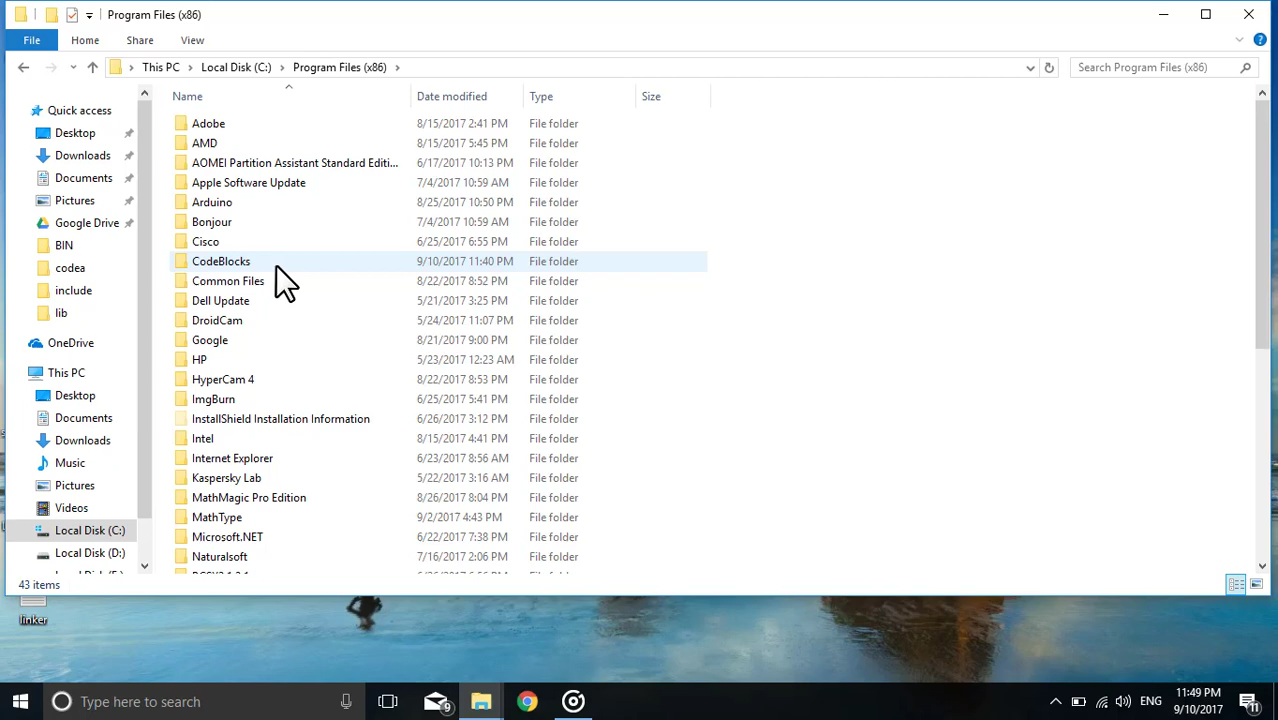 Program Files (x86)
File Home Share View
This PC Local Disk (C:) Program Files (x86) Search Program Files (x86)
Name Date modified Type Size
Quick access
Desktop
Downloads
Documents
Pictures
Google Drive
BIN
codea
include
lib
OneDrive
This PC
Desktop
Documents
Downloads
Music
Pictures
Videos
Local Disk (C:)
Local Disk (D:)
Adobe 8/15/2017 2:41 PM File folder
AMD 8/15/2017 5:45 PM File folder
AOMEI Partition Assistant Standard Editi... 6/17/2017 10:13 PM File folder
Apple Software Update 7/4/2017 10:59 AM File folder
Arduino 8/25/2017 10:50 PM File folder
Bonjour 7/4/2017 10:59 AM File folder
Cisco 6/25/2017 6:55 PM File folder
CodeBlocks 9/10/2017 11:40 PM File folder
Common Files 8/22/2017 8:52 PM File folder
Dell Update 5/21/2017 3:25 PM File folder
DroidCam 5/24/2017 11:07 PM File folder
Google 8/21/2017 9:00 PM File folder
HP 5/23/2017 12:23 AM File folder
HyperCam 4 8/22/2017 8:53 PM File folder
ImgBurn 6/25/2017 5:41 PM File folder
InstallShield Installation Information 6/26/2017 3:12 PM File folder
Intel 8/15/2017 4:41 PM File folder
Internet Explorer 6/23/2017 8:56 AM File folder
Kaspersky Lab 5/22/2017 3:16 AM File folder
MathMagic Pro Edition 8/26/2017 8:04 PM File folder
MathType 9/2/2017 4:43 PM File folder
Microsoft.NET 6/22/2017 7:38 PM File folder
Naturalsoft 7/16/2017 2:06 PM File folder
43 items
linker
Type here to search
9
ENG
11:49 PM
9/10/2017
11